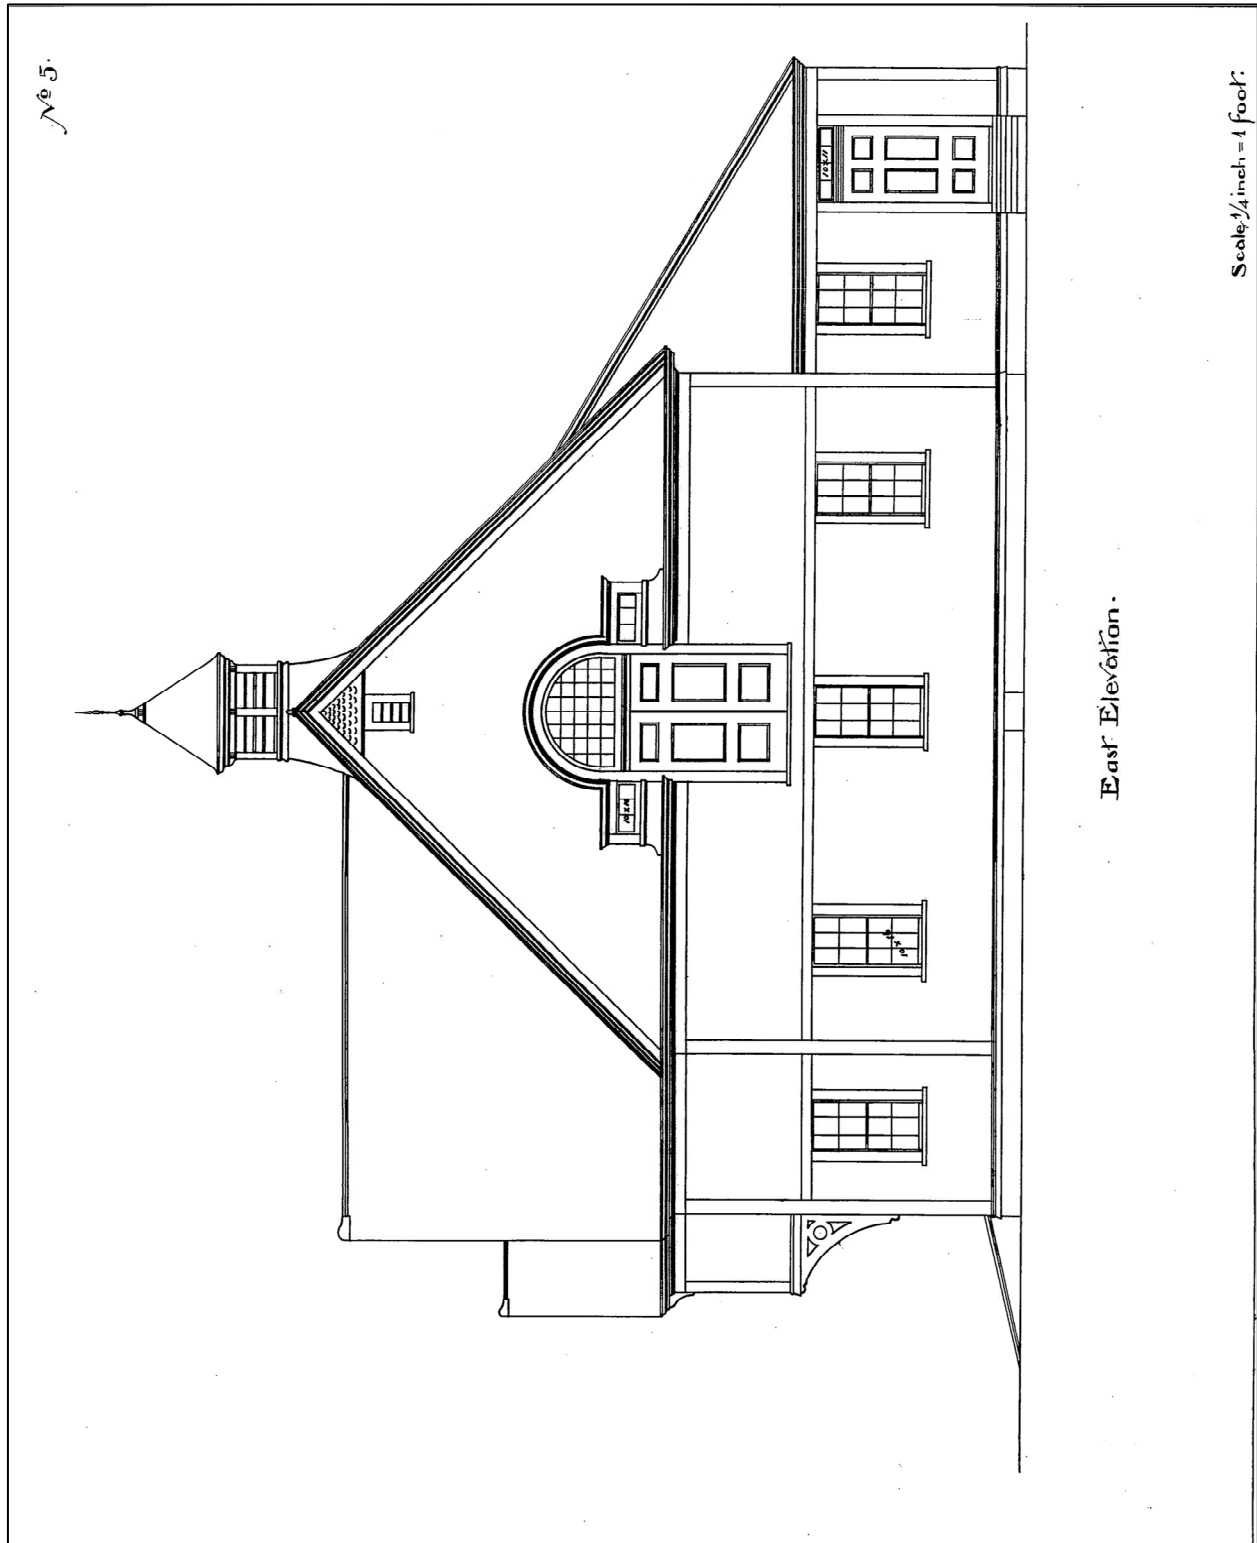 Nº 5.
East Elevation.
Scale 1/4 inch = 1 foot.